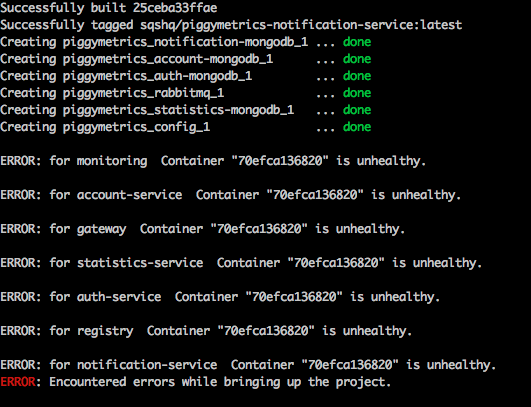 Successfully built 25ceba33ffae
Successfully tagged sqshq/piggymetrics-notification-service:latest
Creating piggymetrics_notification-mongodb_1 ... done
Creating piggymetrics_account-mongodb_1 ... done
Creating piggymetrics_auth-mongodb_1 ... done
Creating piggymetrics_rabbitmq_1 ... done
Creating piggymetrics_statistics-mongodb_1 ... done
Creating piggymetrics_config_1 ... done
ERROR: for monitoring  Container "70efca136820" is unhealthy.
ERROR: for account-service  Container "70efca136820" is unhealthy.
ERROR: for gateway  Container "70efca136820" is unhealthy.
ERROR: for statistics-service  Container "70efca136820" is unhealthy.
ERROR: for auth-service  Container "70efca136820" is unhealthy.
ERROR: for registry  Container "70efca136820" is unhealthy.
ERROR: for notification-service  Container "70efca136820" is unhealthy.
ERROR: Encountered errors while bringing up the project.